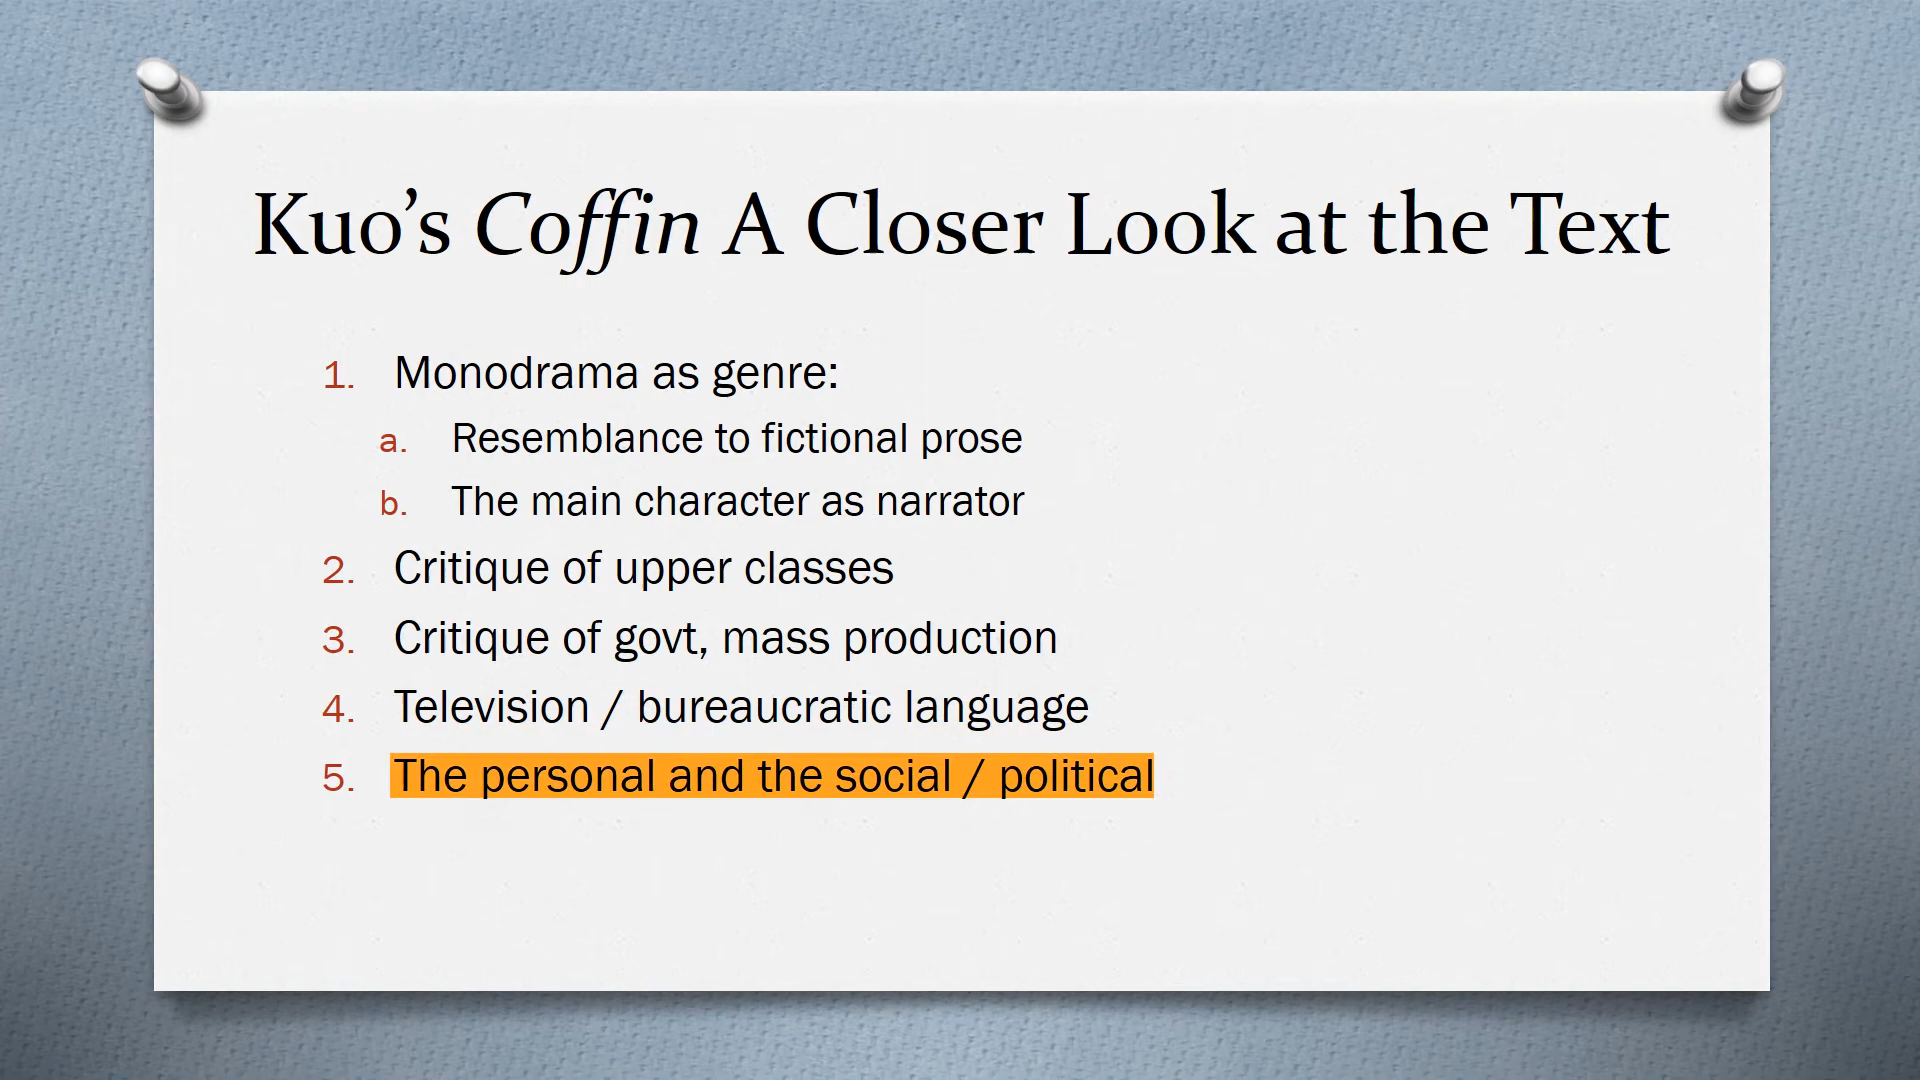 Kuo’s Coffin A Closer Look at the Text
1. Monodrama as genre:
a. Resemblance to fictional prose
b. The main character as narrator
2. Critique of upper classes
3. Critique of govt, mass production
4. Television / bureaucratic language
5. The personal and the social / political